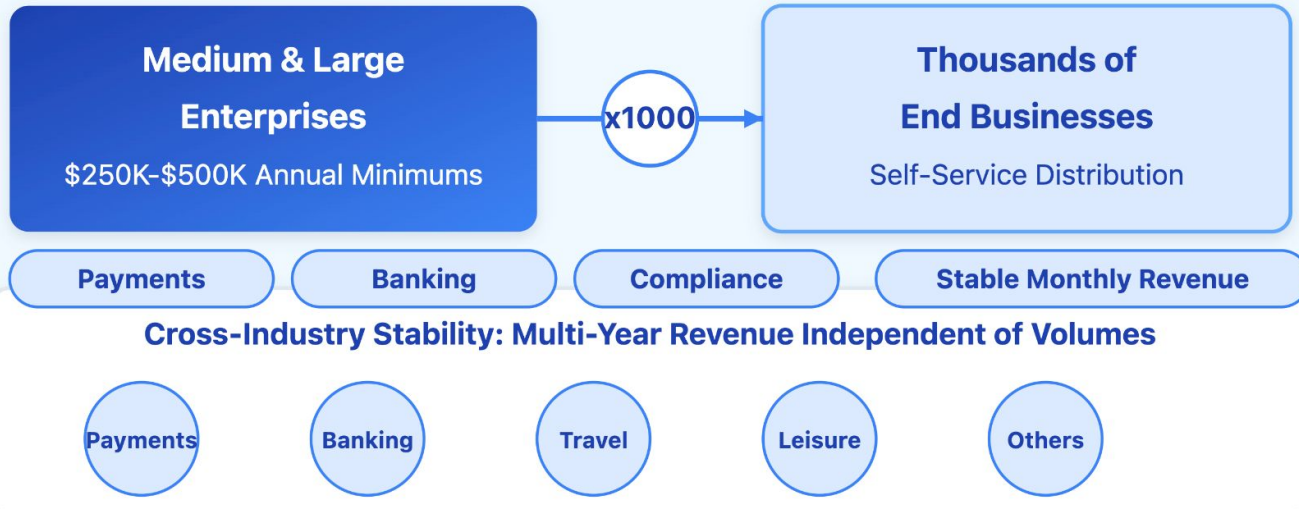 Medium & Large
Enterprises
$250K-$500K Annual Minimums
x1000
Thousands of
End Businesses
Self-Service Distribution
Payments
Banking
Compliance
Stable Monthly Revenue
Cross-Industry Stability: Multi-Year Revenue Independent of Volumes
Payments
Banking
Travel
Leisure
Others